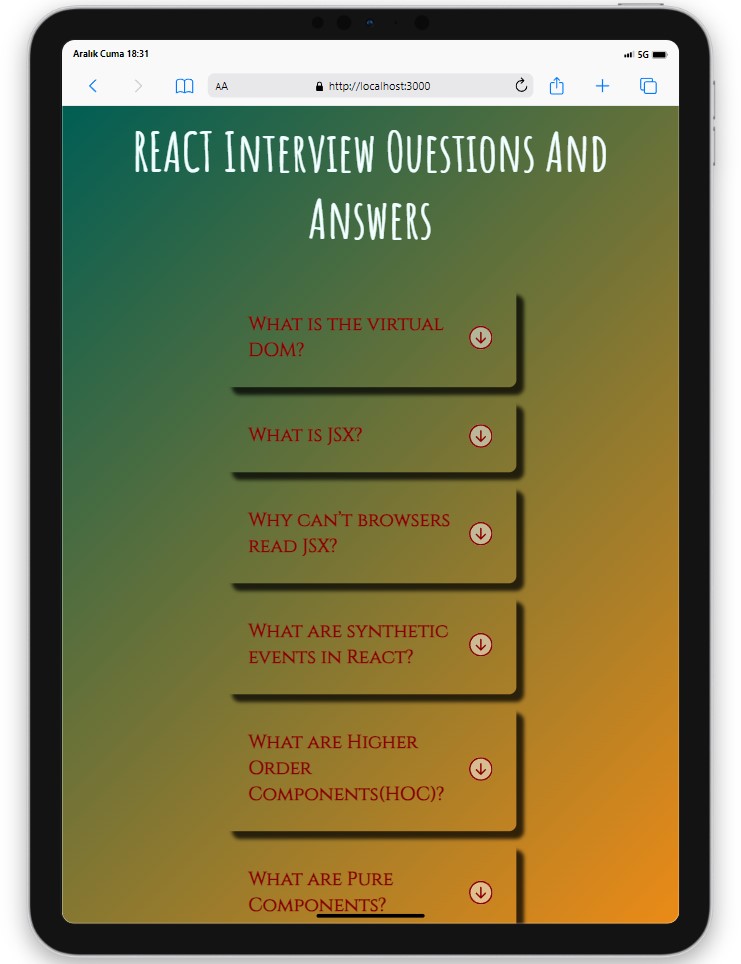 Aralık Cuma 18:31
5G
AA
http://localhost:3000
REACT Interview Questions And
Answers
What is the virtual
DOM?
What is JSX?
Why can't browsers
read JSX?
What are synthetic
events in React?
What are Higher
Order
Components(HOC)?
What are Pure
Components?